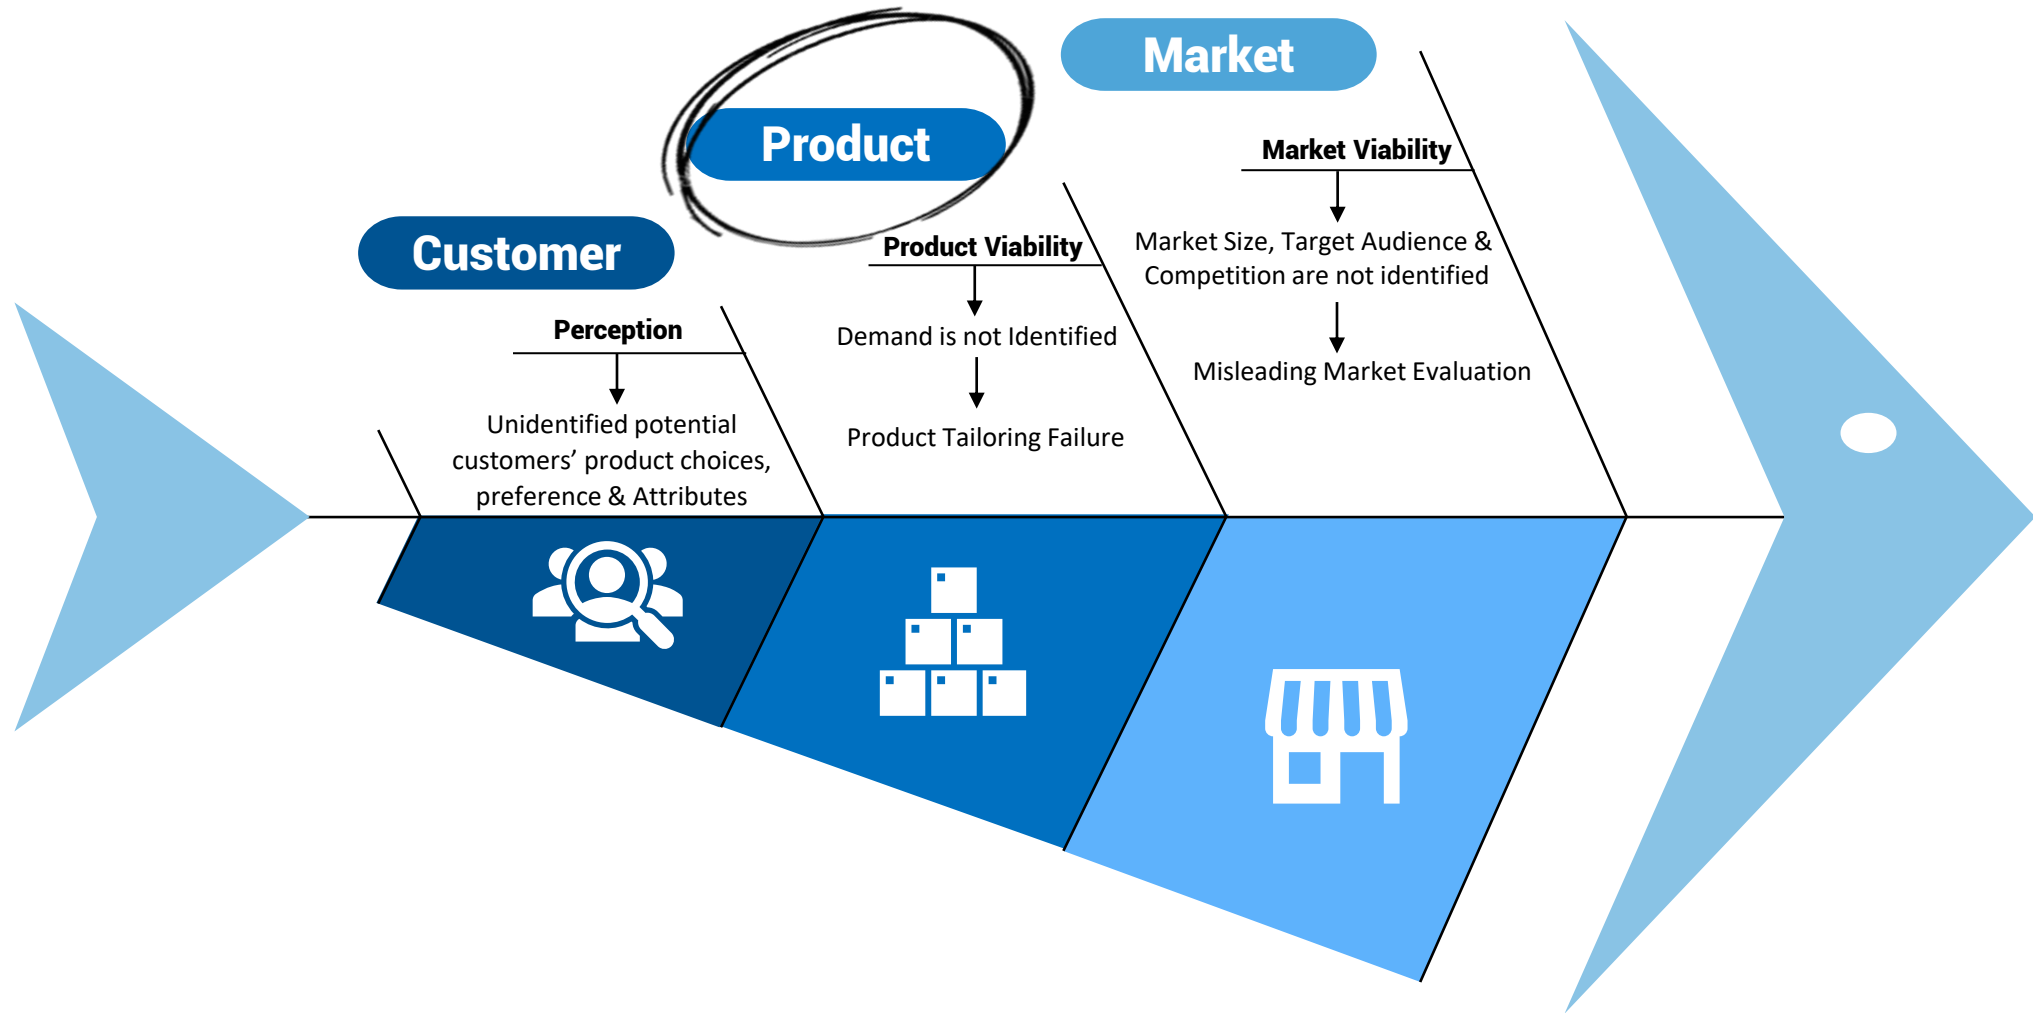 Customer
Perception
Unidentified potential
customers’ product choices,
preference & Attributes
Product
Product Viability
Demand is not Identified
Product Tailoring Failure
Market
Market Viability
Market Size, Target Audience &
Competition are not identified
Misleading Market Evaluation